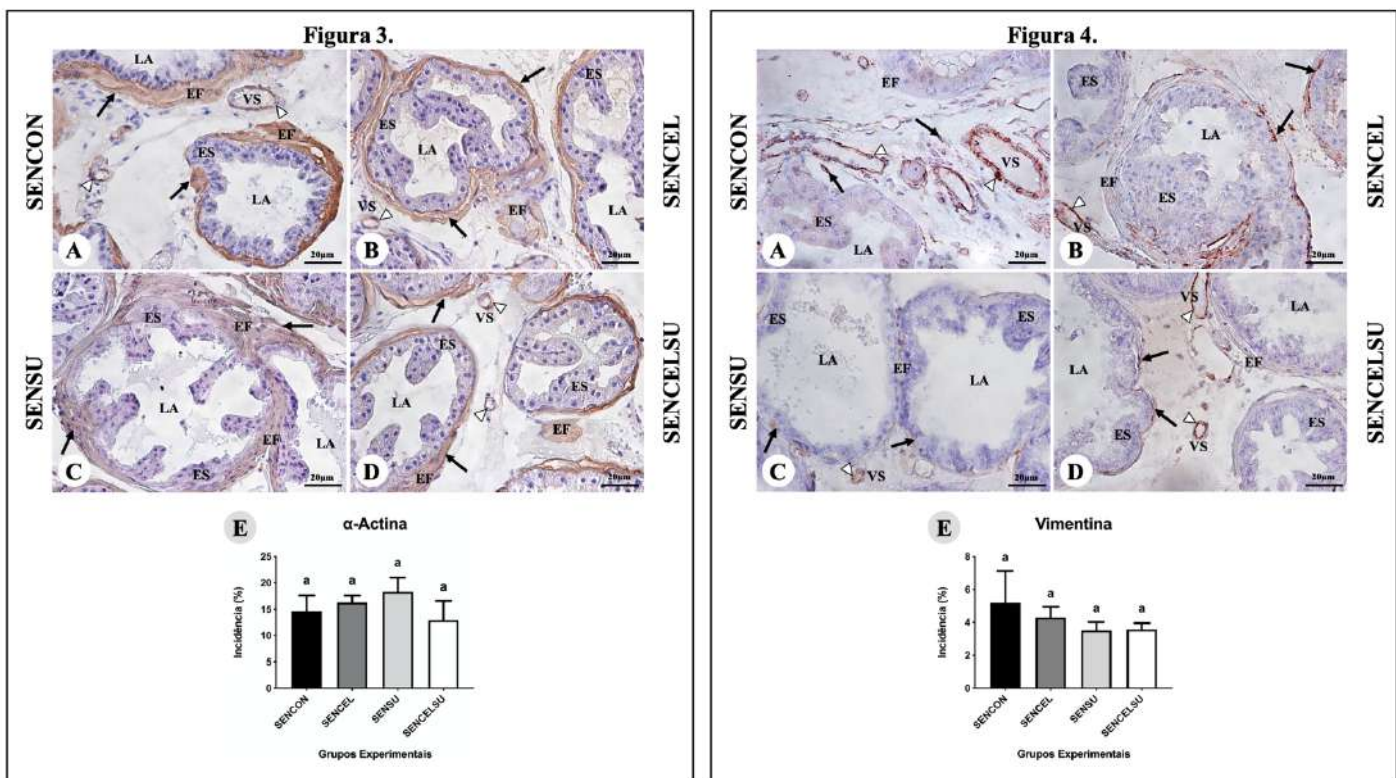 Figura 3.
SENCON
SENCEL
LA
EF
VS
ES
EF
LA
A
20µm
ES
ES
LA
VS
EF
LA
B
20µm
SENSU
SENCELSU
ES
EF
LA
LA
EF
ES
C
20µm
VS
ES
LA
ES
EF
EF
D
20µm
E
α-Actina
Incidência (%)
25
20
15
10
5
0
a
a
a
a
SENCON
SENCEL
SENSU
SENCELSU
Grupos Experimentais
Figura 4.
SENCON
SENCEL
EF
VS
ES
LA
A
20µm
ES
LA
EF
ES
VS
B
20µm
SENSU
SENCELSU
ES
ES
LA
EF
LA
VS
C
20µm
VS
LA
LA
EF
ES
ES
VS
D
20µm
E
Vimentina
Incidência (%)
8
6
4
2
0
a
a
a
a
SENCON
SENCEL
SENSU
SENCELSU
Grupos Experimentais